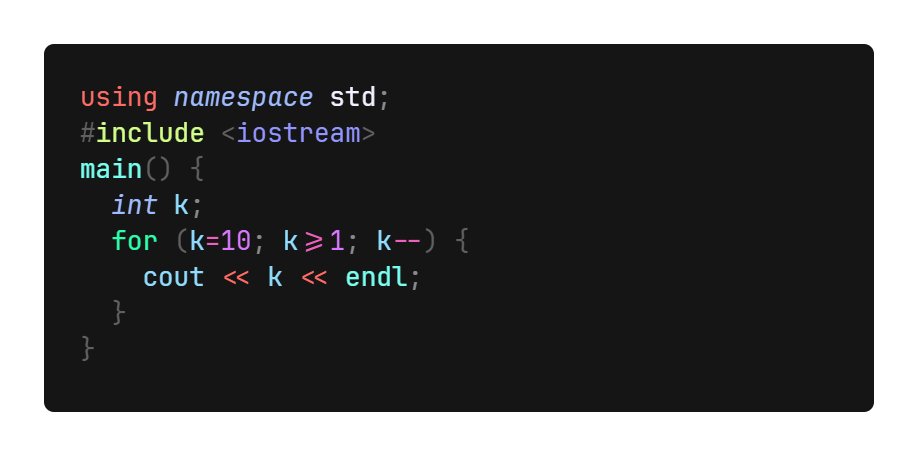 using namespace std;
#include <iostream>
main() {
  int k;
  for (k=10; k>=1; k--) {
    cout << k << endl;
  }
}